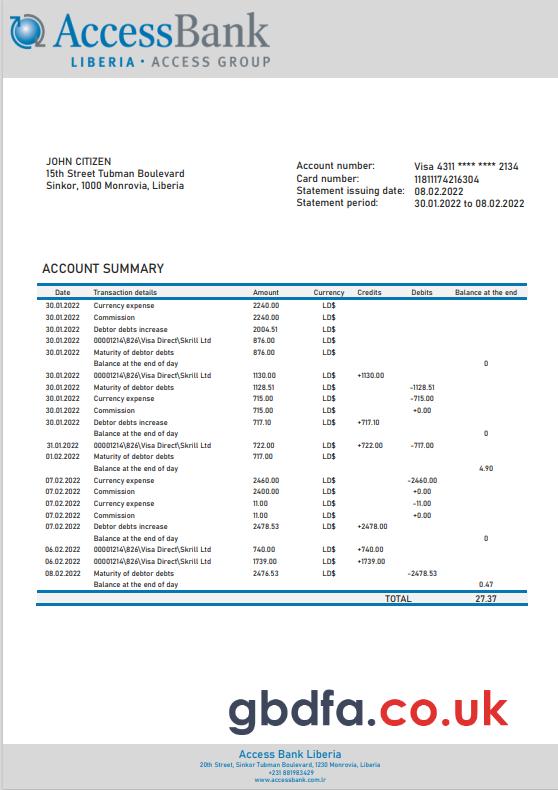 AccessBank
LIBERIA • ACCESS GROUP
JOHN CITIZEN
15th Street Tubman Boulevard
Sinkor, 1000 Monrovia, Liberia
Account number: Visa 4311 **** **** 2134
Card number: 11811174216304
Statement issuing date: 08.02.2022
Statement period: 30.01.2022 to 08.02.2022
ACCOUNT SUMMARY
Date Transaction details Amount Currency Credits Debits Balance at the end
30.01.2022 Currency expense 2240.00 LD$
30.01.2022 Commission 2240.00 LD$
30.01.2022 Debtor debts increase 2004.51 LD$
30.01.2022 00001214\826\Visa Direct\Skrill Ltd 876.00 LD$
30.01.2022 Maturity of debtor debts 876.00 LD$
Balance at the end of day 0
30.01.2022 00001214\826\Visa Direct\Skrill Ltd 1130.00 LD$ +1130.00
30.01.2022 Maturity of debtor debts 1128.51 LD$ -1128.51
30.01.2022 Currency expense 715.00 LD$ -715.00
30.01.2022 Commission 715.00 LD$ +0.00
30.01.2022 Debtor debts increase 717.10 LD$ +717.10
Balance at the end of day 0
31.01.2022 00001214\826\Visa Direct\Skrill Ltd 722.00 LD$ +722.00 -717.00
01.02.2022 Maturity of debtor debts 717.00 LD$
Balance at the end of day 4.90
07.02.2022 Currency expense 2460.00 LD$ -2460.00
07.02.2022 Commission 2400.00 LD$ +0.00
07.02.2022 Currency expense 11.00 LD$ -11.00
07.02.2022 Commission 11.00 LD$ +0.00
07.02.2022 Debtor debts increase 2478.53 LD$ +2478.00
Balance at the end of day 0
06.02.2022 00001214\826\Visa Direct\Skrill Ltd 740.00 LD$ +740.00
06.02.2022 00001214\826\Visa Direct\Skrill Ltd 1739.00 LD$ +1739.00
08.02.2022 Maturity of debtor debts 2476.53 LD$ -2478.53
Balance at the end of day 0.47
TOTAL 27.37
gbdfa.co.uk
Access Bank Liberia
20th Street, Sinkor Tubman Boulevard, 1230 Monrovia, Liberia
+231 881983429
www.accessbank.com.lr